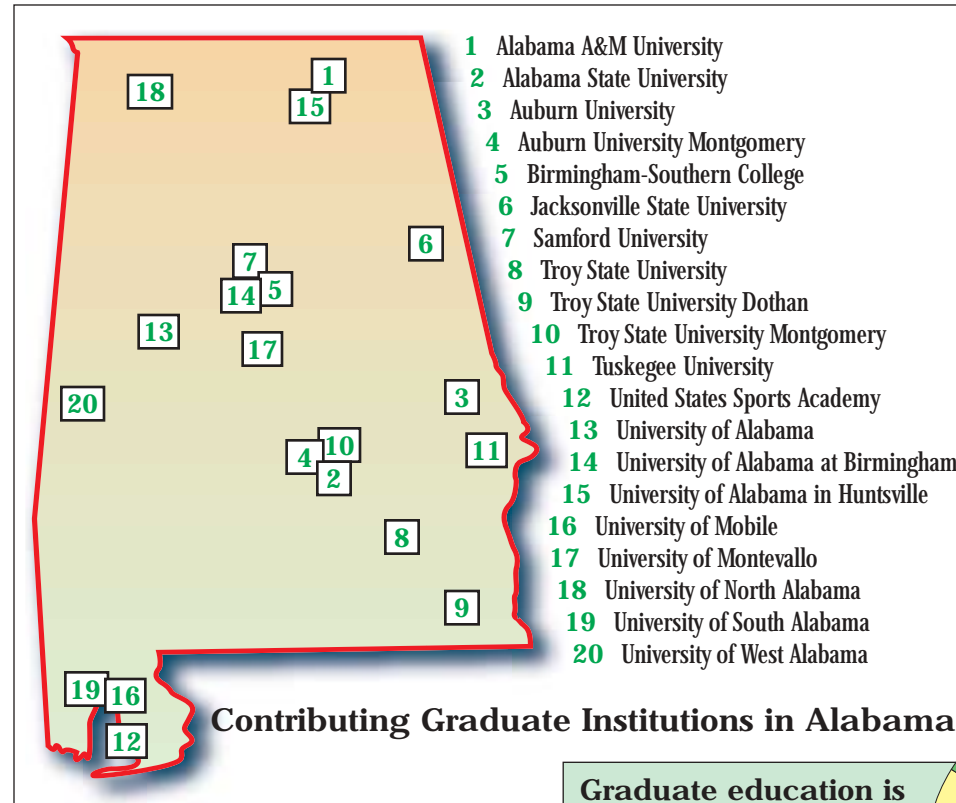 1 Alabama A&M University
2 Alabama State University
3 Auburn University
4 Auburn University Montgomery
5 Birmingham-Southern College
6 Jacksonville State University
7 Samford University
8 Troy State University
9 Troy State University Dothan
10 Troy State University Montgomery
11 Tuskegee University
12 United States Sports Academy
13 University of Alabama
14 University of Alabama at Birmingham
15 University of Alabama in Huntsville
16 University of Mobile
17 University of Montevallo
18 University of North Alabama
19 University of South Alabama
20 University of West Alabama
1
18
15
6
7
5
14
13
17
3
20
10
11
4
2
8
9
19
16
12
Contributing Graduate Institutions in Alabama
Graduate education is